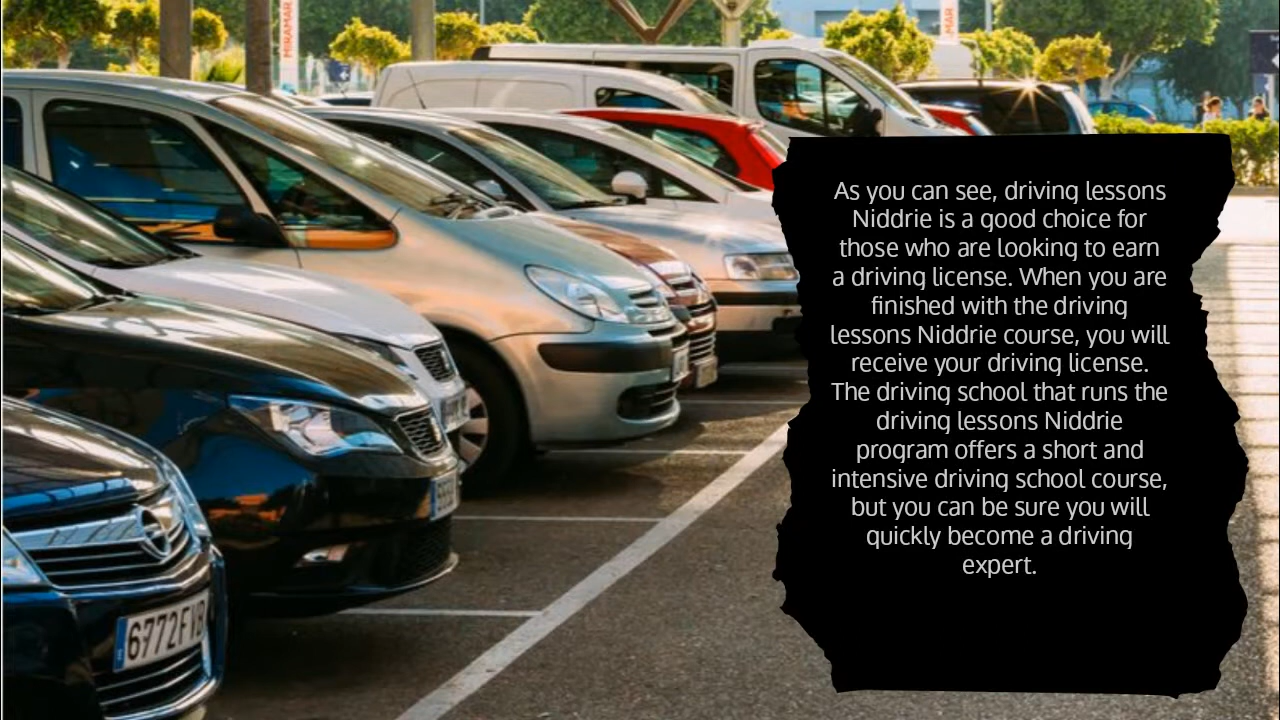 MIRAMAR
As you can see, driving lessons
Niddrie is a good choice for
those who are looking to earn
a driving license. When you are
finished with the driving
lessons Niddrie course, you will
receive your driving license.
The driving school that runs the
driving lessons Niddrie
program offers a short and
intensive driving school course,
but you can be sure you will
quickly become a driving
expert.
6772FVB